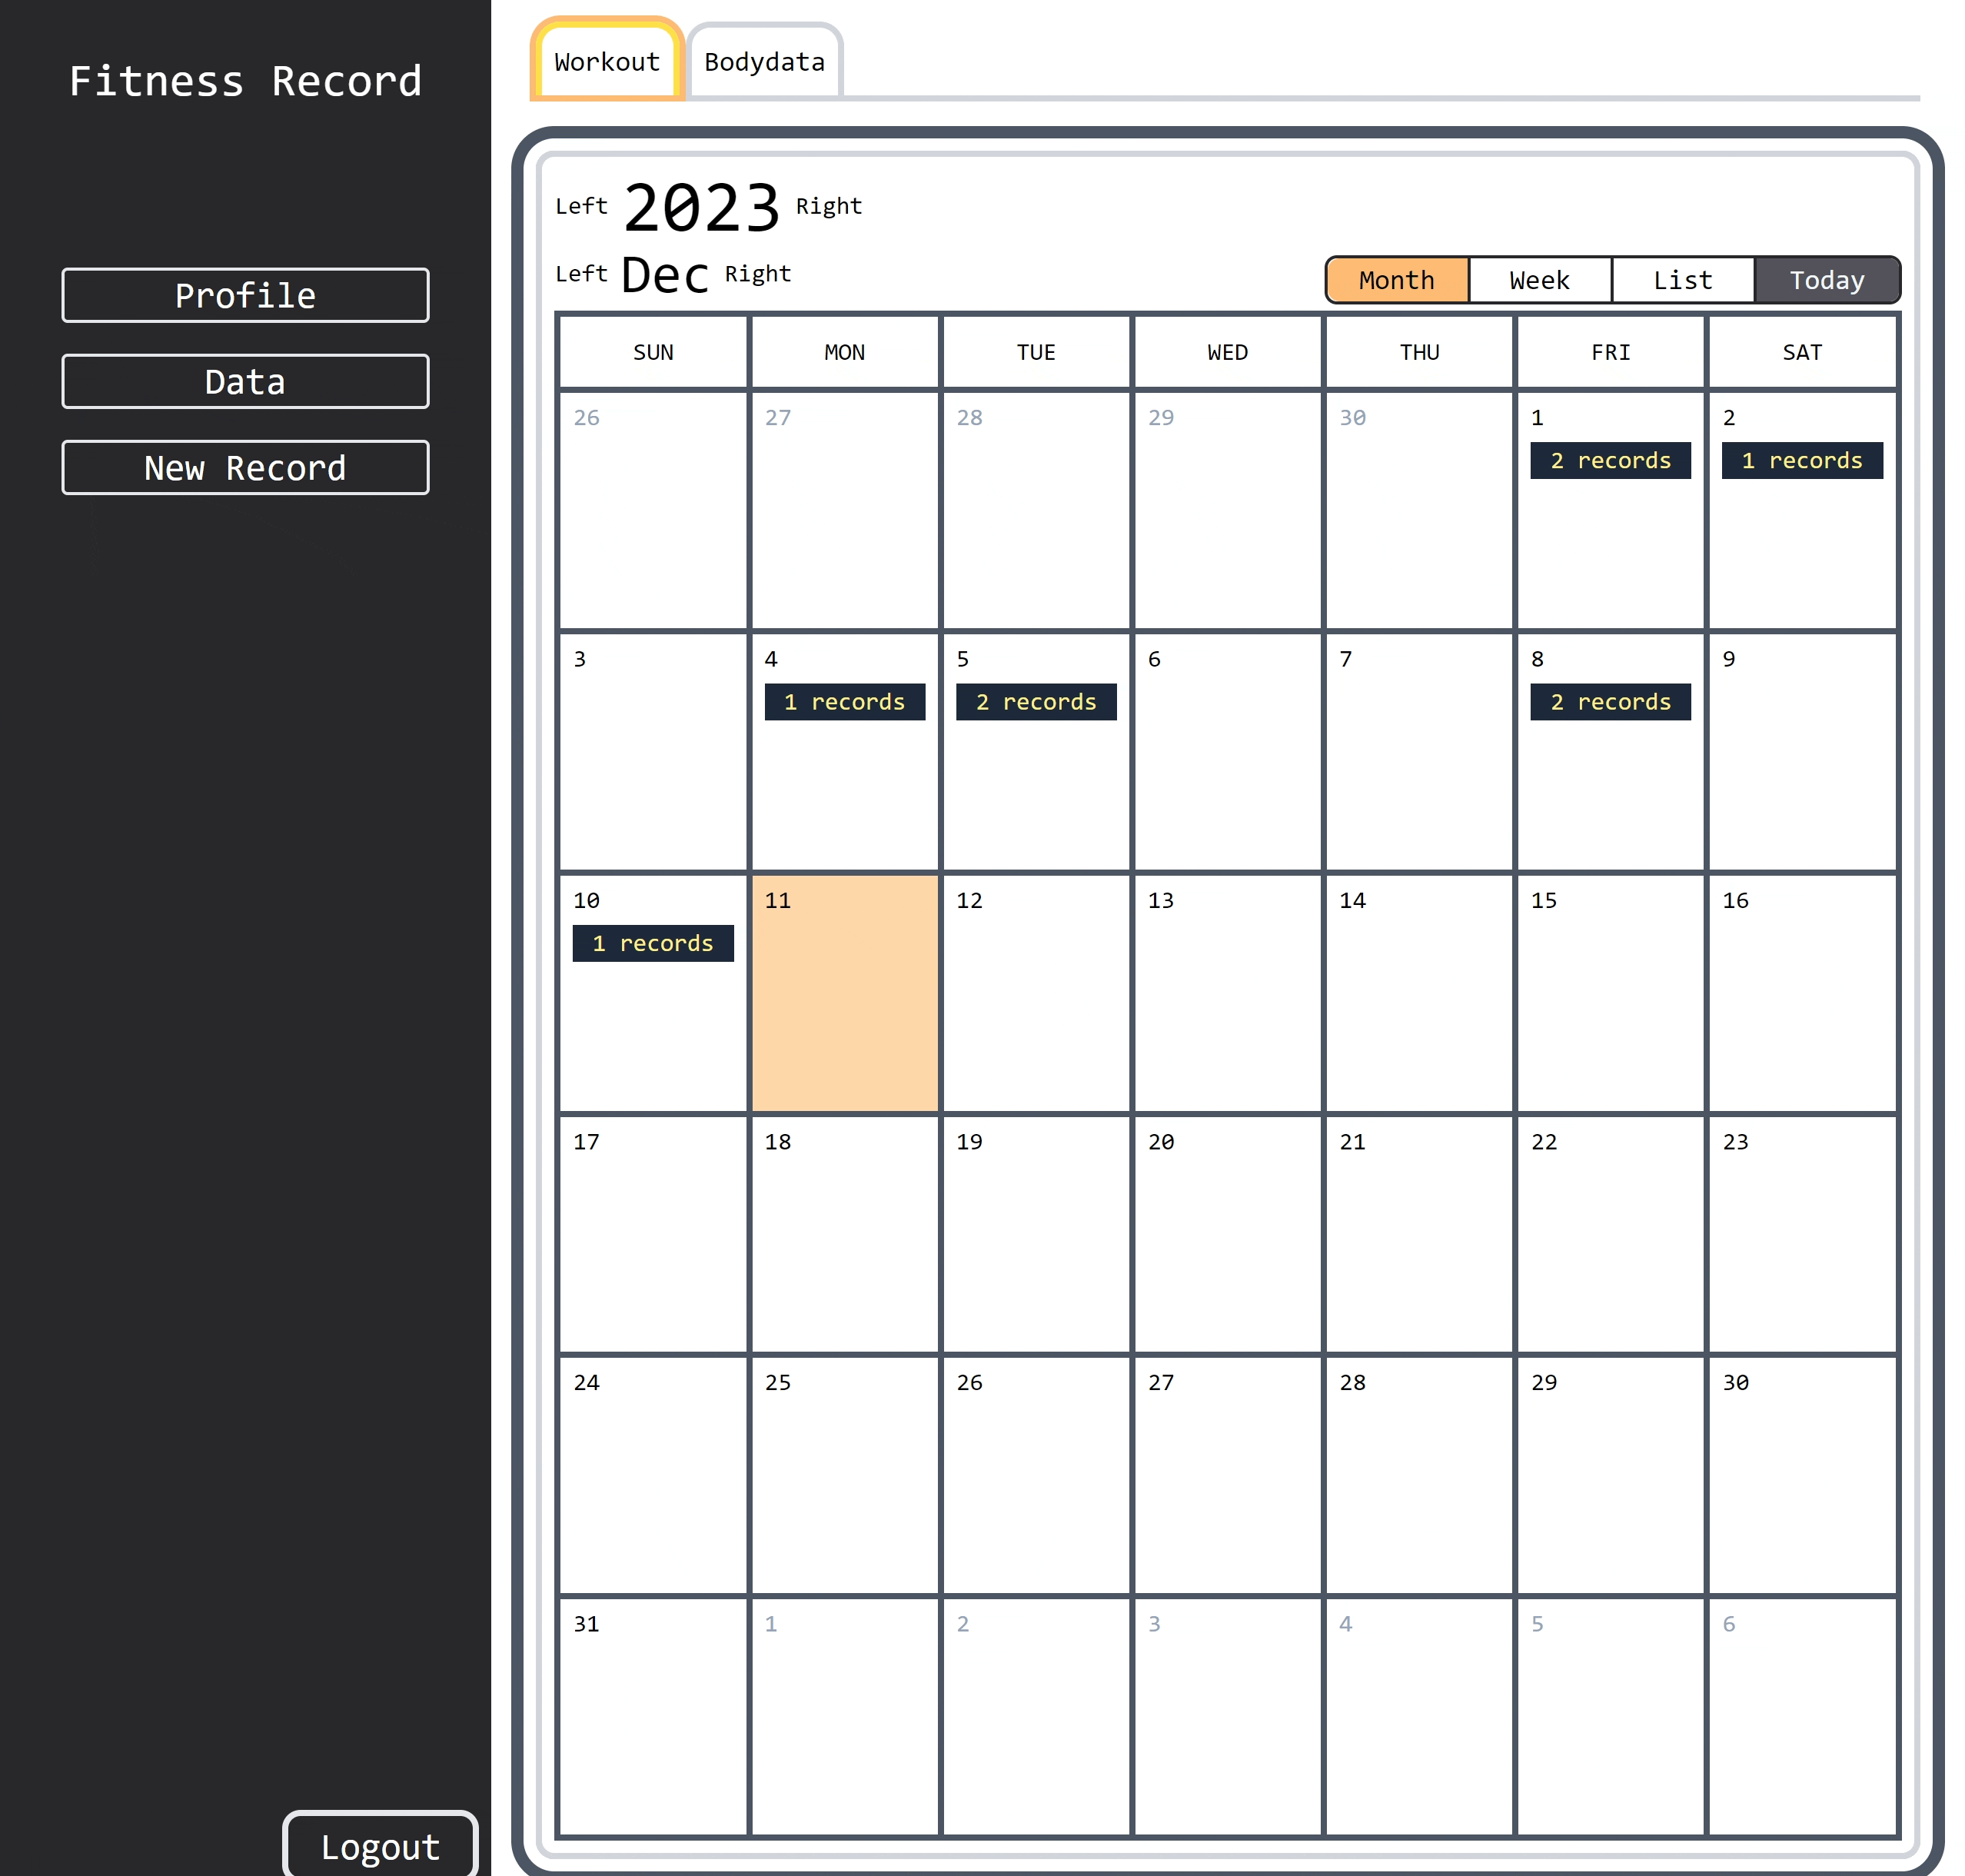 Fitness Record
Profile
Data
New Record
Logout
Workout Bodydata
Left 2023 Right
Left Dec Right
Month Week List Today
SUN MON TUE WED THU FRI SAT
26 27 28 29 30 1 2
2 records 1 records
3 4 5 6 7 8 9
1 records 2 records 2 records
10 11 12 13 14 15 16
1 records
17 18 19 20 21 22 23
24 25 26 27 28 29 30
31 1 2 3 4 5 6